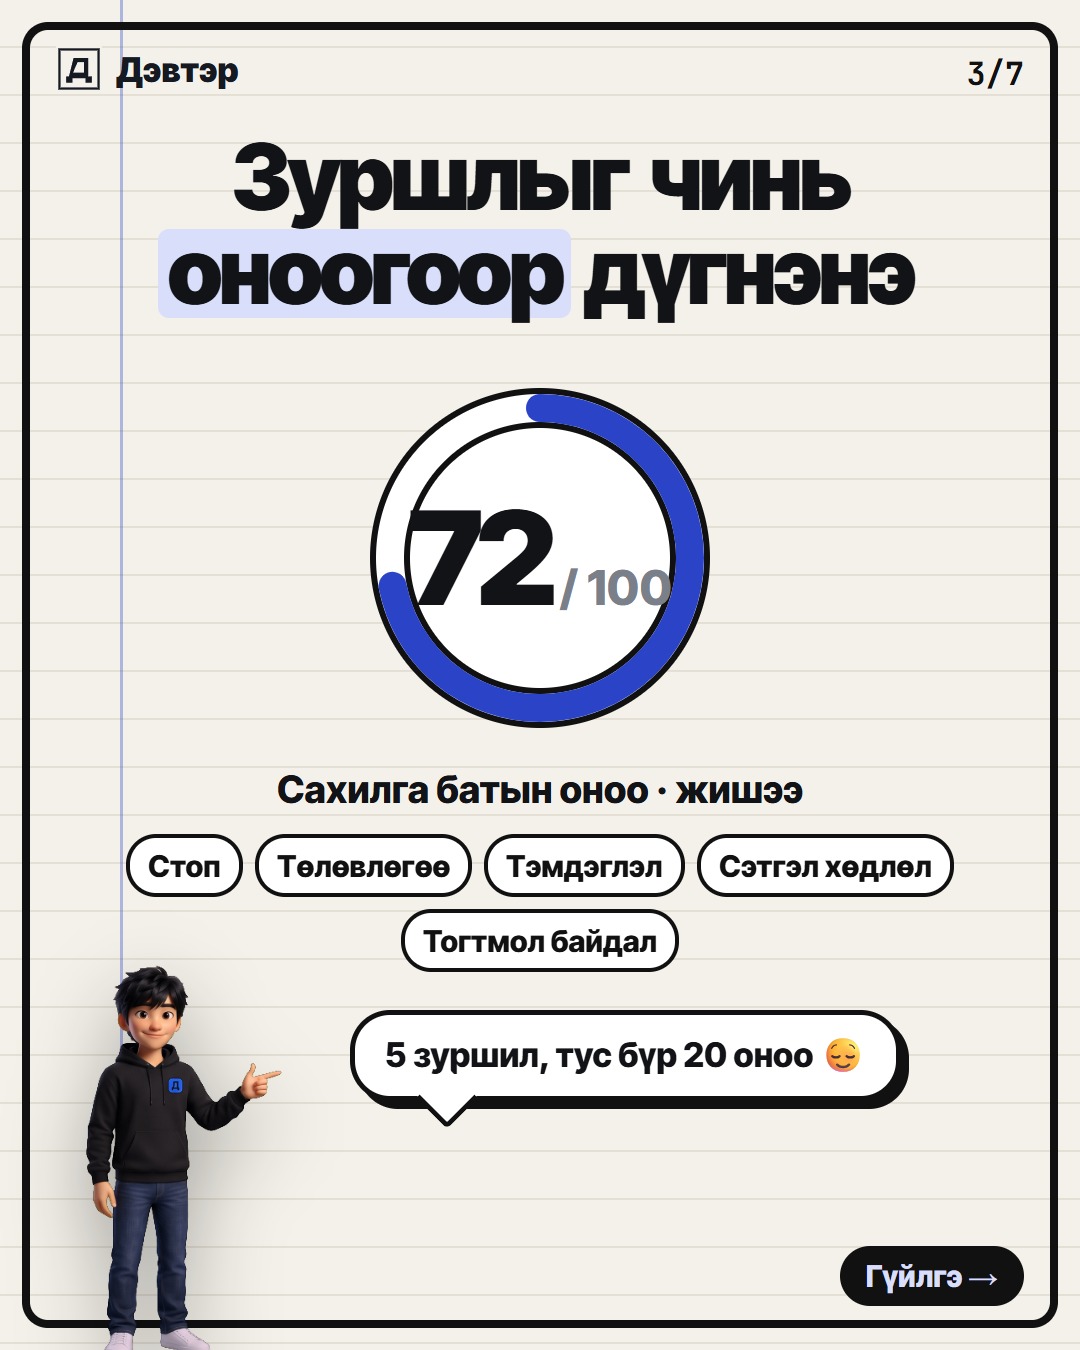 Д Дэвтэр
3/7
Зуршлыг чинь
оноогоор дүгнэнэ
72 / 100
Сахилга батын оноо · жишээ
Стоп Төлөвлөгөө Тэмдэглэл Сэтгэл хөдлөл
Тогтмол байдал
5 зуршил, тус бүр 20 оноо 😌
Д
Гүйлгэ →